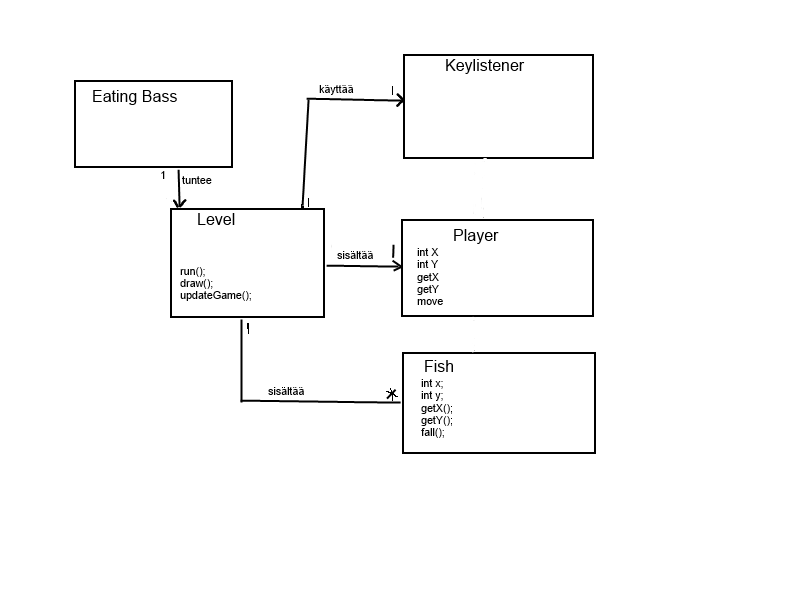 Eating Bass
1
tuntee
Level
run();
draw();
updateGame();
käyttää
1
1
Keylistener
sisältää
1
Player
int X
int Y
getX
getY
move
1
sisältää
*
Fish
int x;
int y;
getX();
getY();
fall();